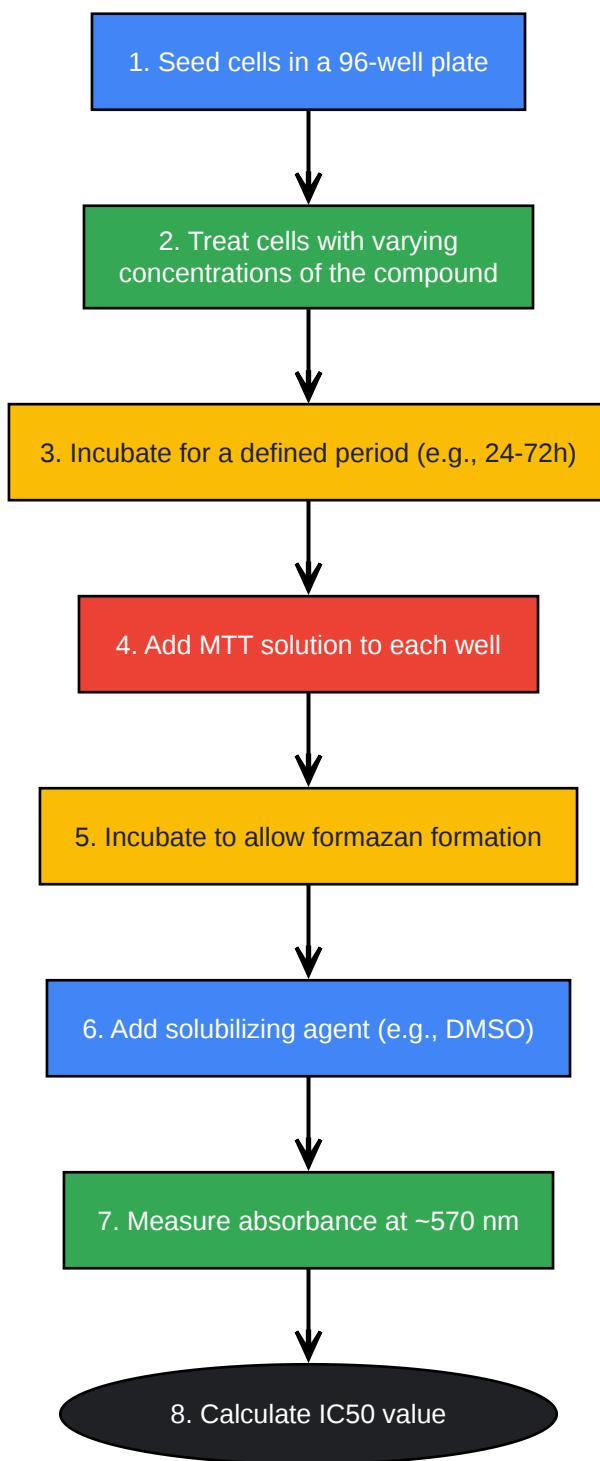 1. Seed cells in a 96-well plate
2. Treat cells with varying
concentrations of the compound
3. Incubate for a defined period (e.g., 24-72h)
4. Add MTT solution to each well
5. Incubate to allow formazan formation
6. Add solubilizing agent (e.g., DMSO)
7. Measure absorbance at ~570 nm
8. Calculate IC50 value